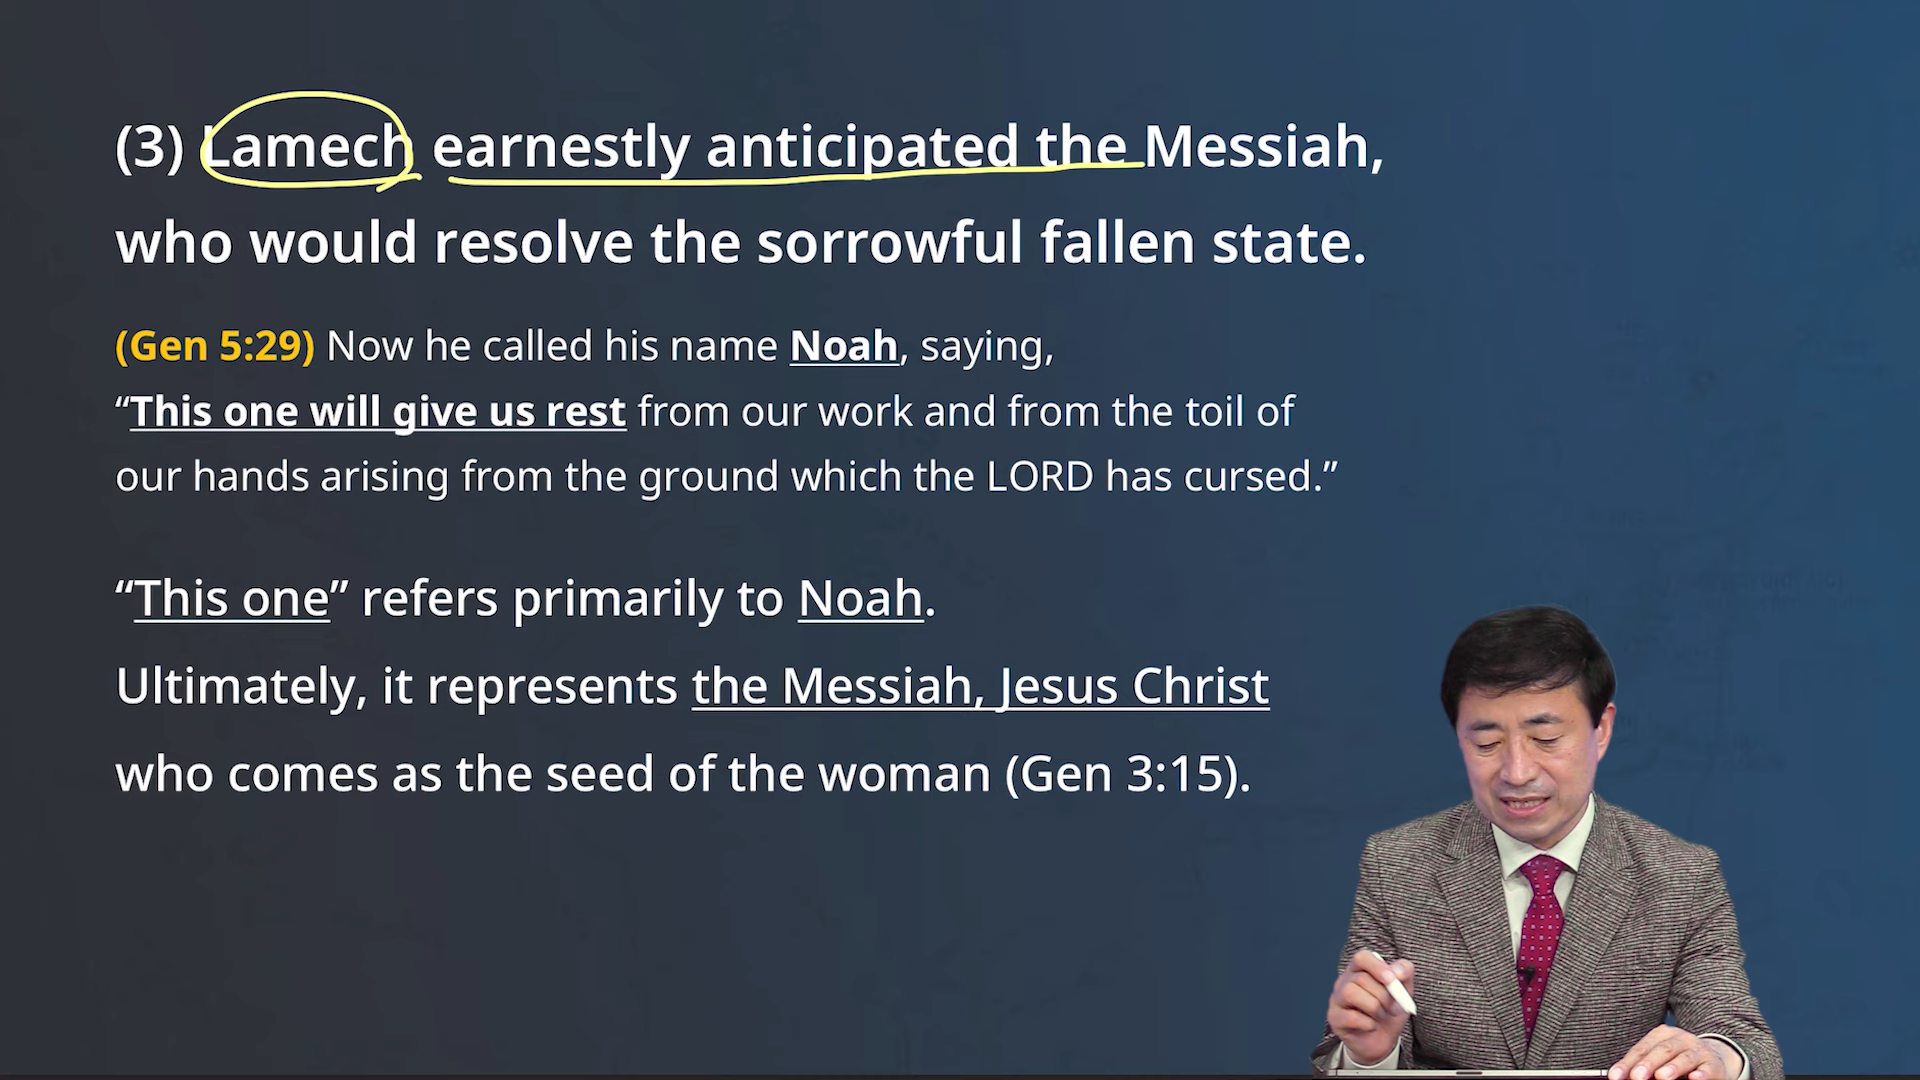 (3) Lamech earnestly anticipated the Messiah,
who would resolve the sorrowful fallen state.
(Gen 5:29) Now he called his name Noah, saying,
“This one will give us rest from our work and from the toil of
our hands arising from the ground which the LORD has cursed.”
“This one” refers primarily to Noah.
Ultimately, it represents the Messiah, Jesus Christ
who comes as the seed of the woman (Gen 3:15).